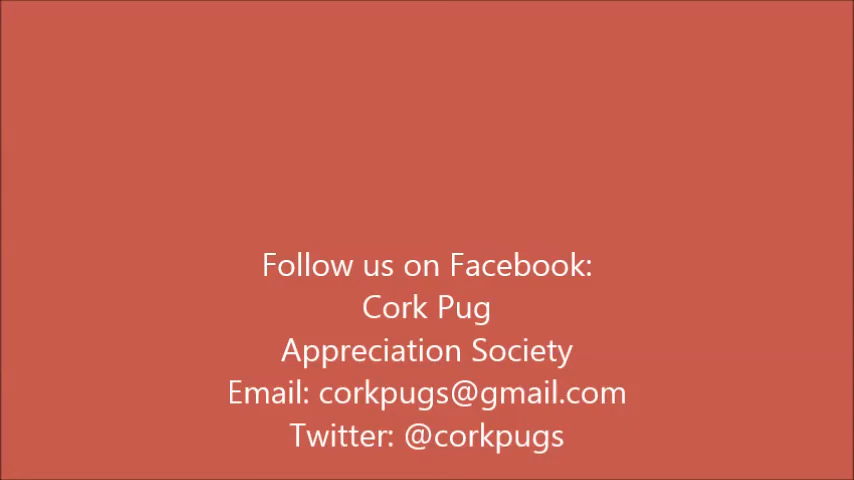 Follow us on Facebook:
Cork Pug
Appreciation Society
Email: corkpugs@gmail.com
Twitter: @corkpugs